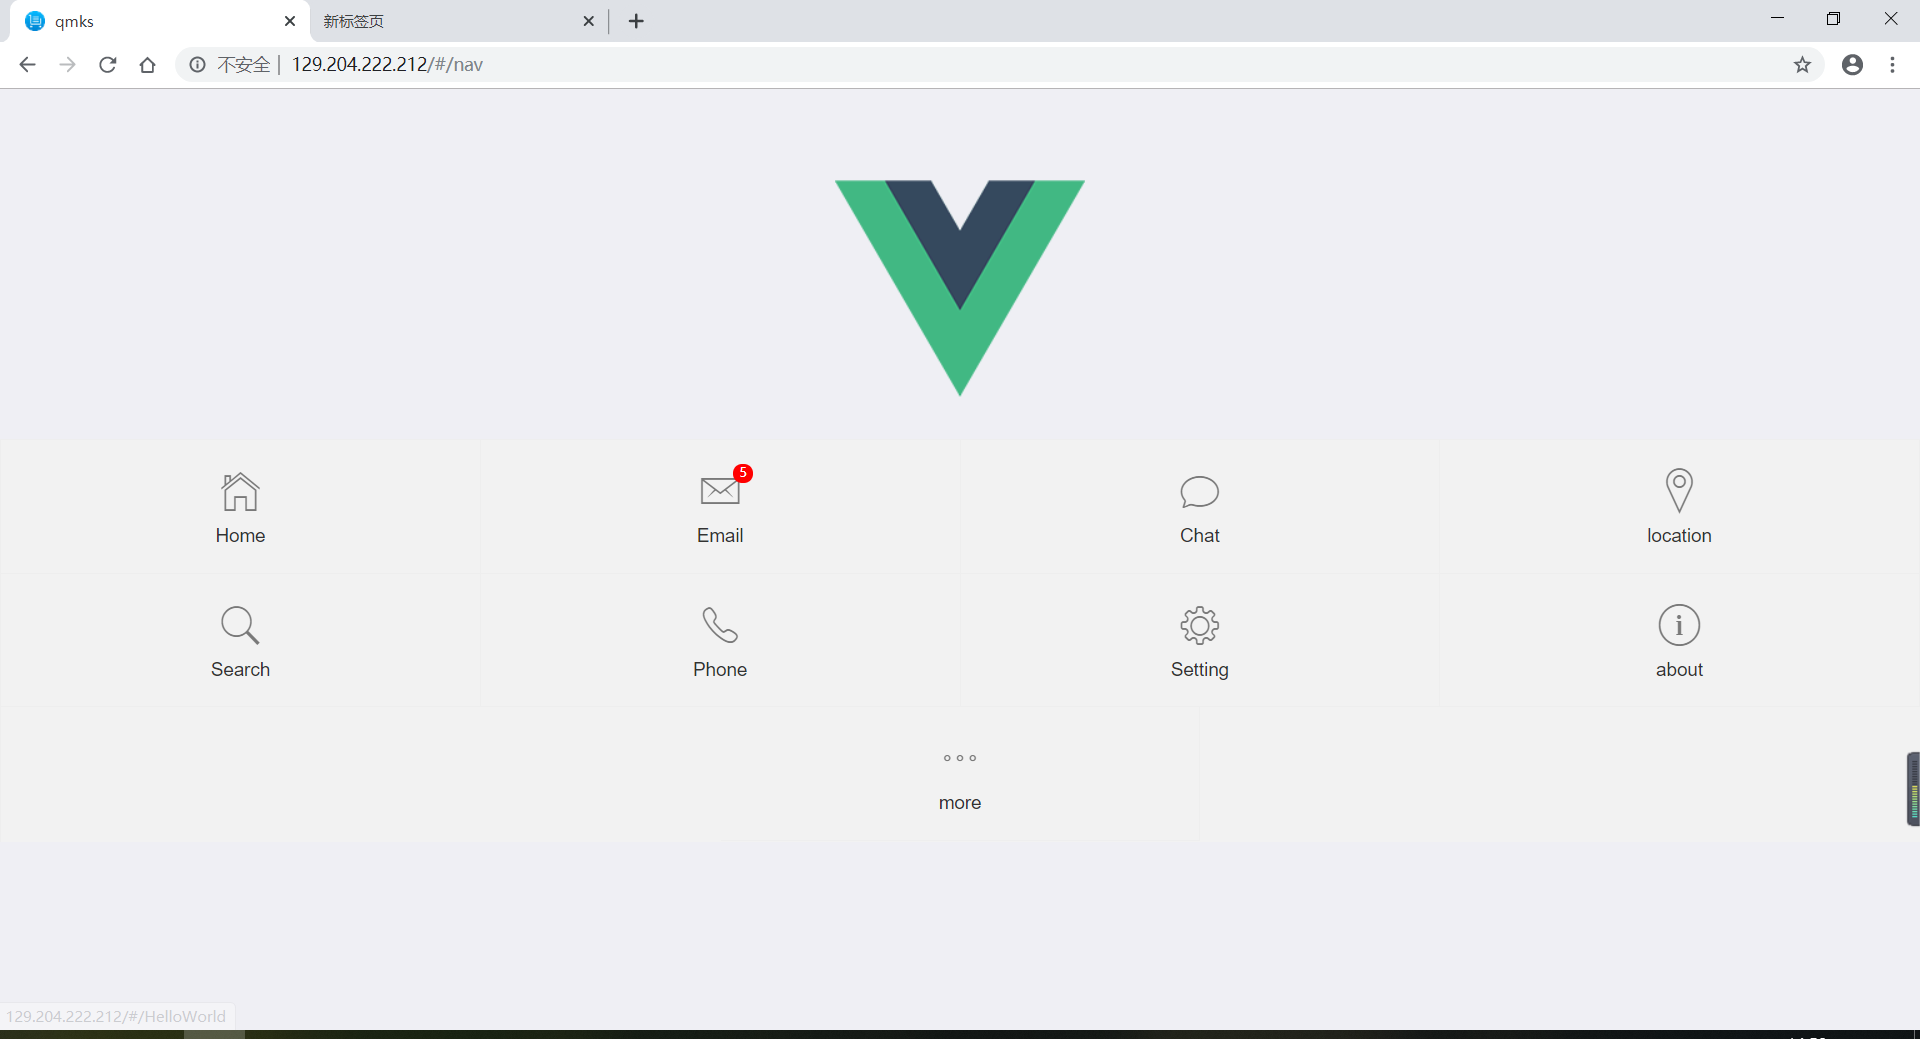 qmks
新标签页
不安全 | 129.204.222.212/#/nav
5
Home
Email
Chat
location
Search
Phone
Setting
about
more
129.204.222.212/#/HelloWorld